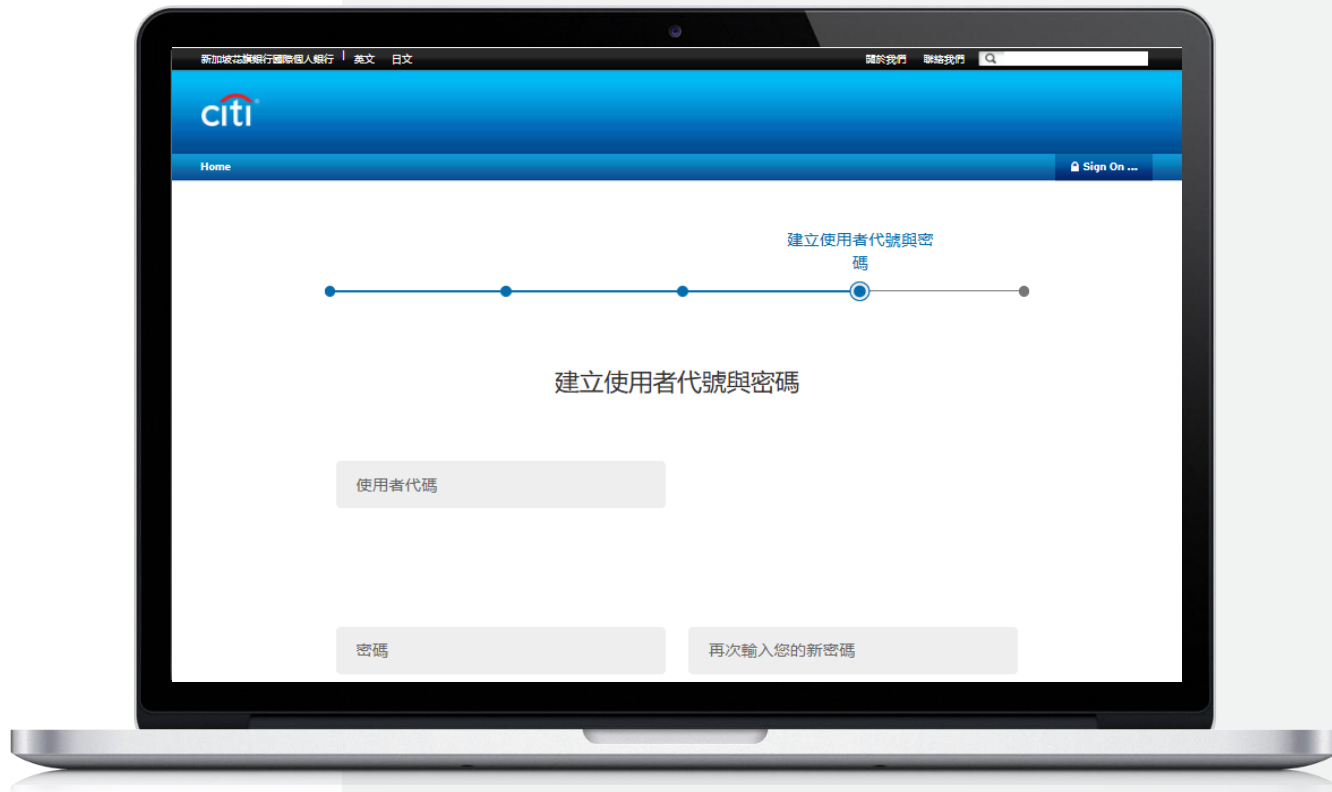 新加坡花旗銀行國際個人銀行 英文 日文 關於我們 聯絡我們
citi
Home Sign On ...
建立使用者代號與密
碼
建立使用者代號與密碼
使用者代碼
密碼 再次輸入您的新密碼